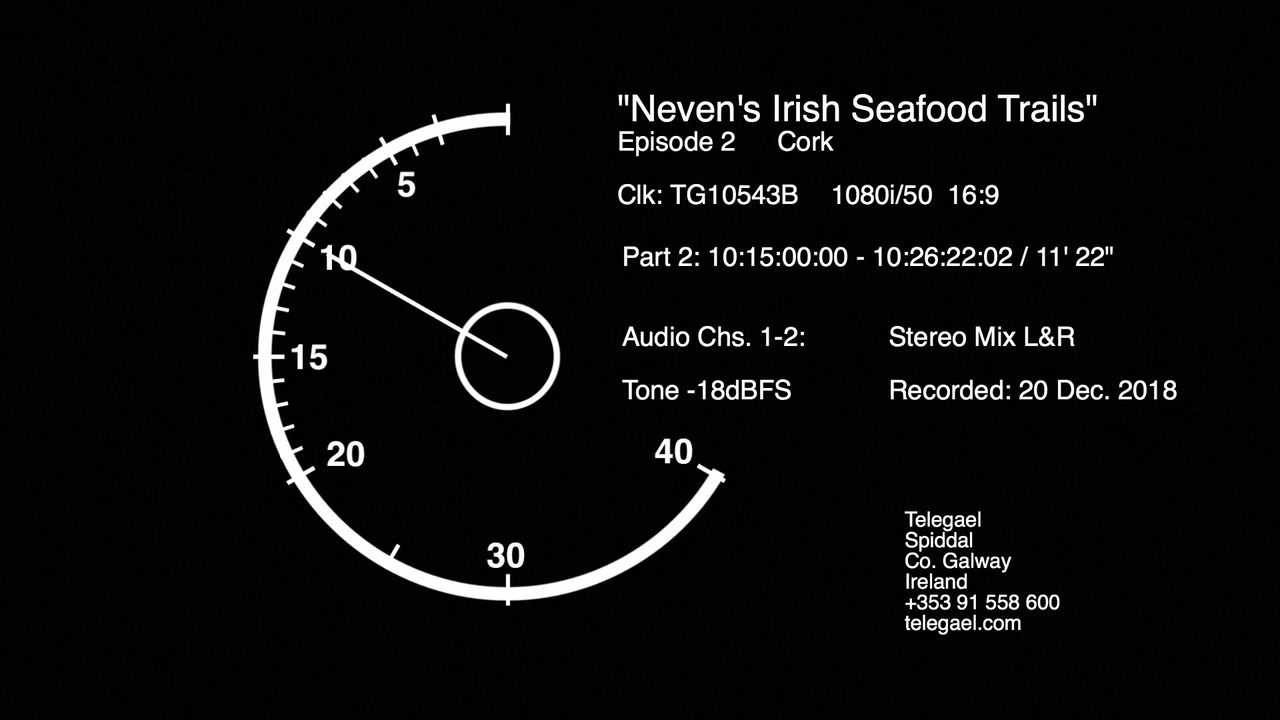 "Neven's Irish Seafood Trails"
Episode 2 Cork
Clk: TG10543B 1080i/50 16:9
Part 2: 10:15:00:00 - 10:26:22:02 / 11' 22"
Audio Chs. 1-2: Stereo Mix L&R
Tone -18dBFS Recorded: 20 Dec. 2018
5
10
15
20
30
40
Telegael
Spiddal
Co. Galway
Ireland
+353 91 558 600
telegael.com